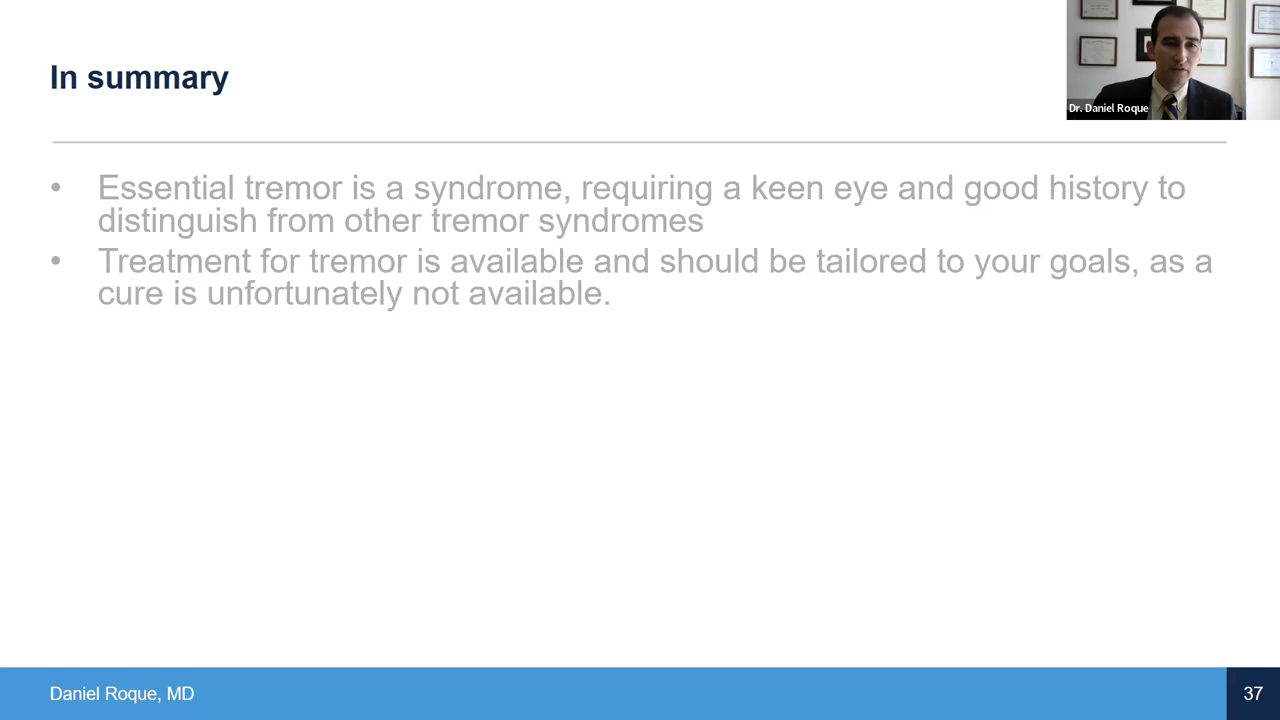 In summary
Dr. Daniel Roque
• Essential tremor is a syndrome, requiring a keen eye and good history to
distinguish from other tremor syndromes
• Treatment for tremor is available and should be tailored to your goals, as a
cure is unfortunately not available.
Daniel Roque, MD
37